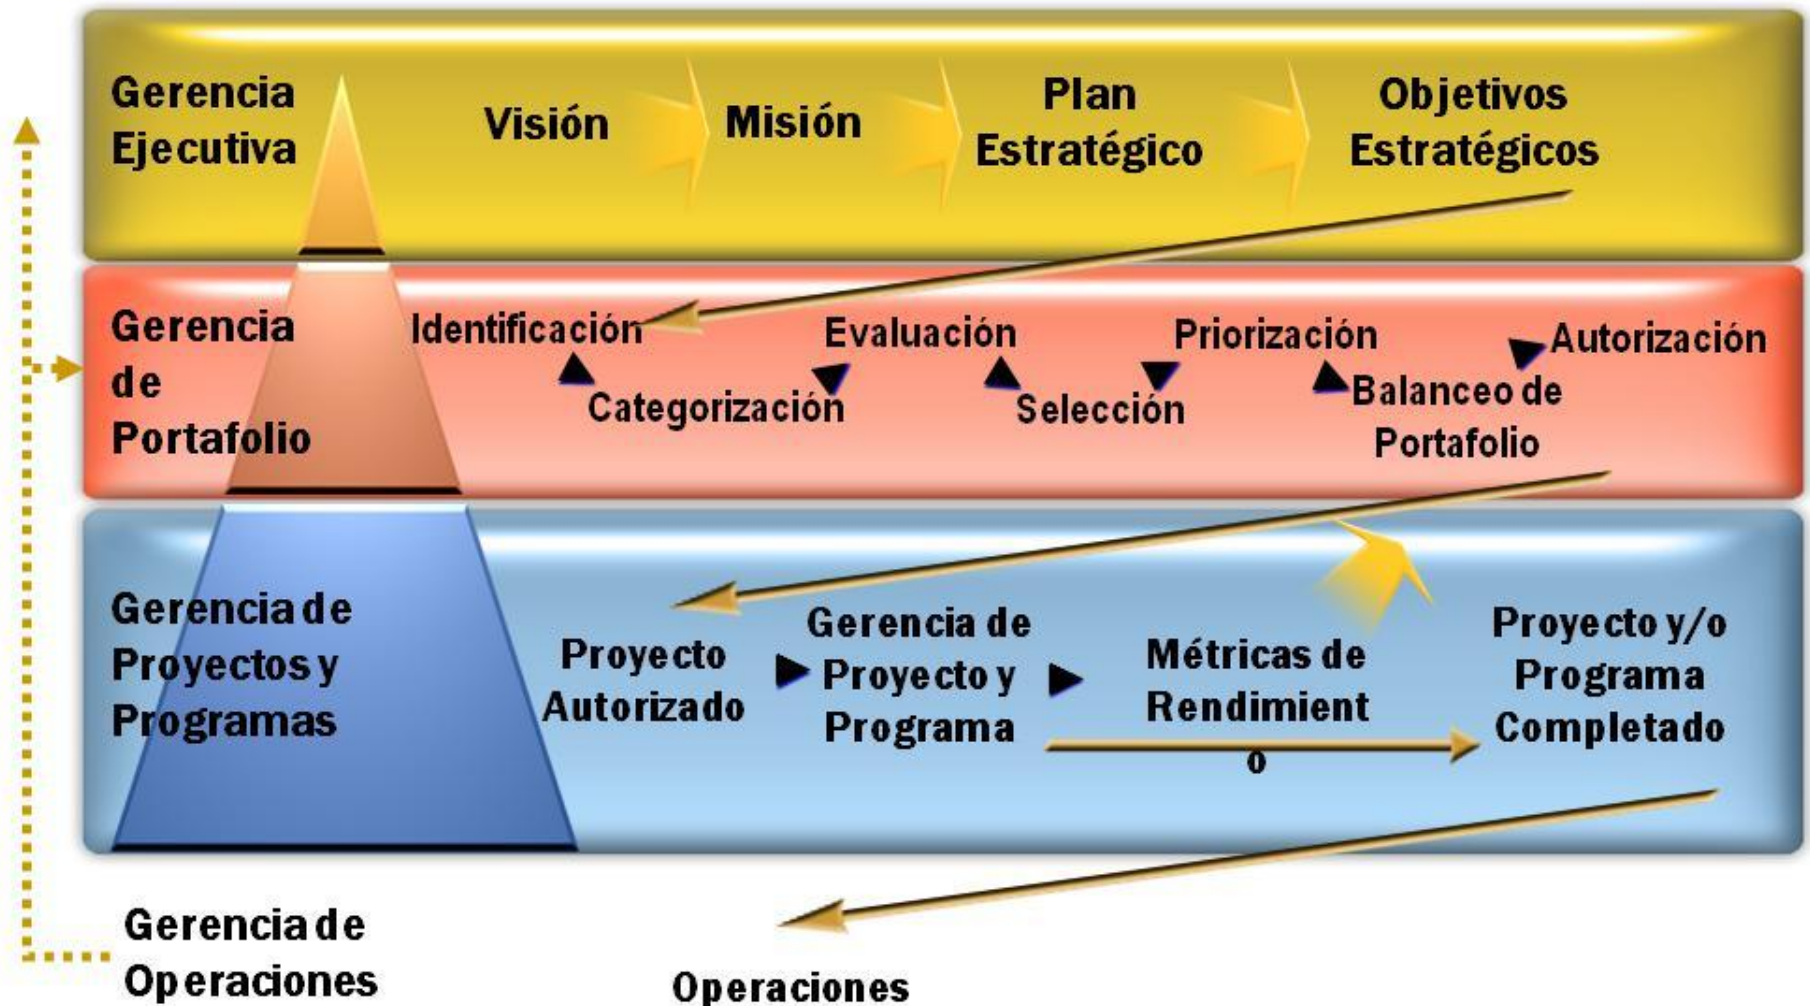 Gerencia
Ejecutiva
Visión
Misión
Plan
Estratégico
Objetivos
Estratégicos
Gerencia
de
Portafolio
Identificación
Categorización
Evaluación
Selección
Priorización
Balanceo de
Portafolio
Autorización
Gerencia de
Proyectos y
Programas
Proyecto
Autorizado
Gerencia de
Proyecto y
Programa
Métricas de
Rendimient
o
Proyecto y/o
Programa
Completado
Gerencia de
Operaciones
Operaciones